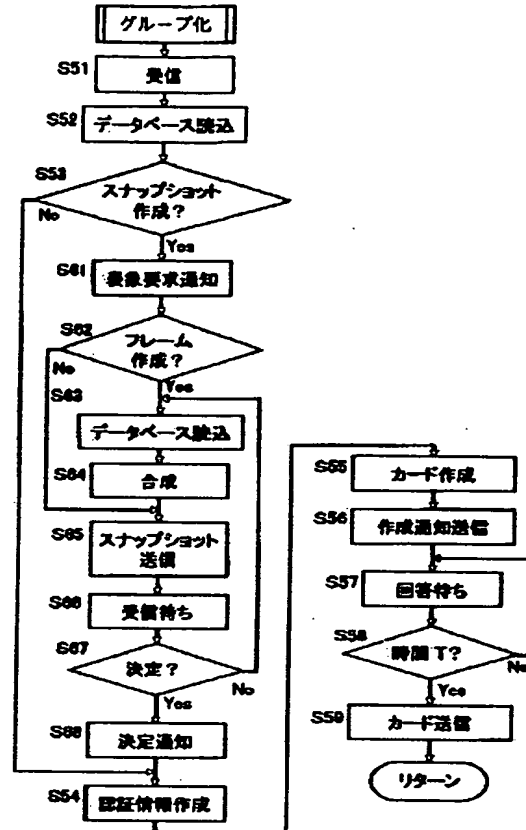 グループ化
S51
受信
S52
データベース読込
S53
スナップショット
作成?
No
Yes
S61
表象要求通知
S62
フレーム
作成?
No
Yes
S63
データベース読込
S64
合成
S65
スナップショット
送信
S66
受信待ち
S67
決定?
No
Yes
S68
決定通知
S54
認証情報作成
S55
カード作成
S56
作成通知送信
S57
回答待ち
S58
時間T?
No
Yes
S59
カード送信
リターン